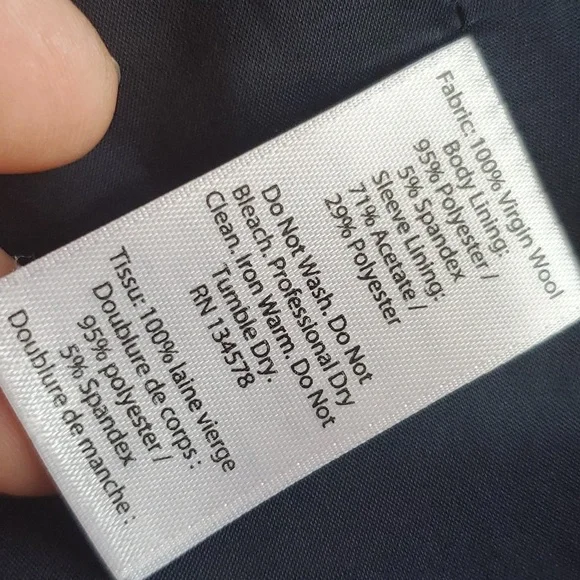 Fabric: 100% Virgin Wool
Body Lining:
95% Polyester /
5% Spandex
Sleeve Lining:
71% Acetate /
29% Polyester
Do Not Wash. Do Not
Bleach. Professional Dry
Clean. Iron Warm. Do Not
Tumble Dry.
RN 134578
Tissu: 100% laine vierge
Doublure de corps :
95% polyester /
5% Spandex
Doublure de manche :